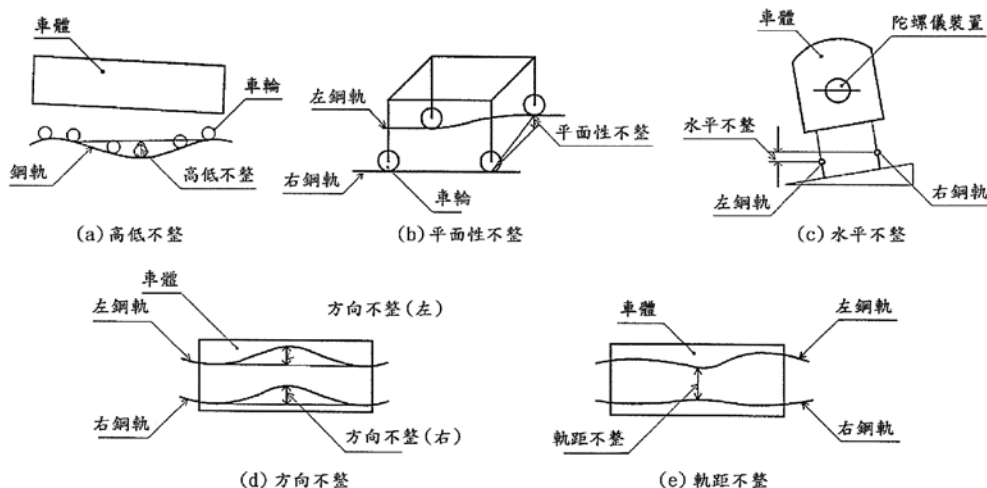 車體
車輪
鋼軌
高低不整
(a)高低不整
左鋼軌
平面性不整
右鋼軌
車輪
(b)平面性不整
車體
陀螺儀裝置
水平不整
左鋼軌
右鋼軌
(c)水平不整
車體
左鋼軌
方向不整(左)
右鋼軌
方向不整(右)
(d)方向不整
車體
左鋼軌
軌距不整
右鋼軌
(e)軌距不整